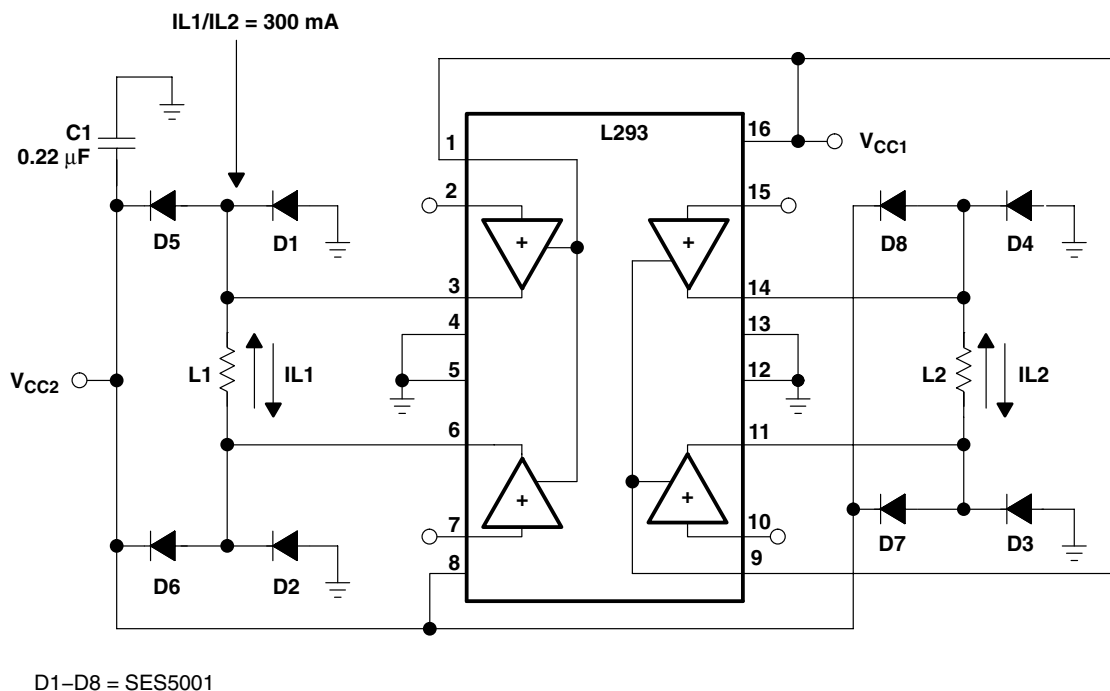 IL1/IL2 = 300 mA
C1
0.22 μF
L293
1
16
VCC1
2
15
D5
D1
D8
D4
+
+
3
14
4
13
L1
IL1
VCC2
5
12
L2
IL2
6
11
+
+
7
10
D6
D2
8
9
D7
D3
D1–D8 = SES5001